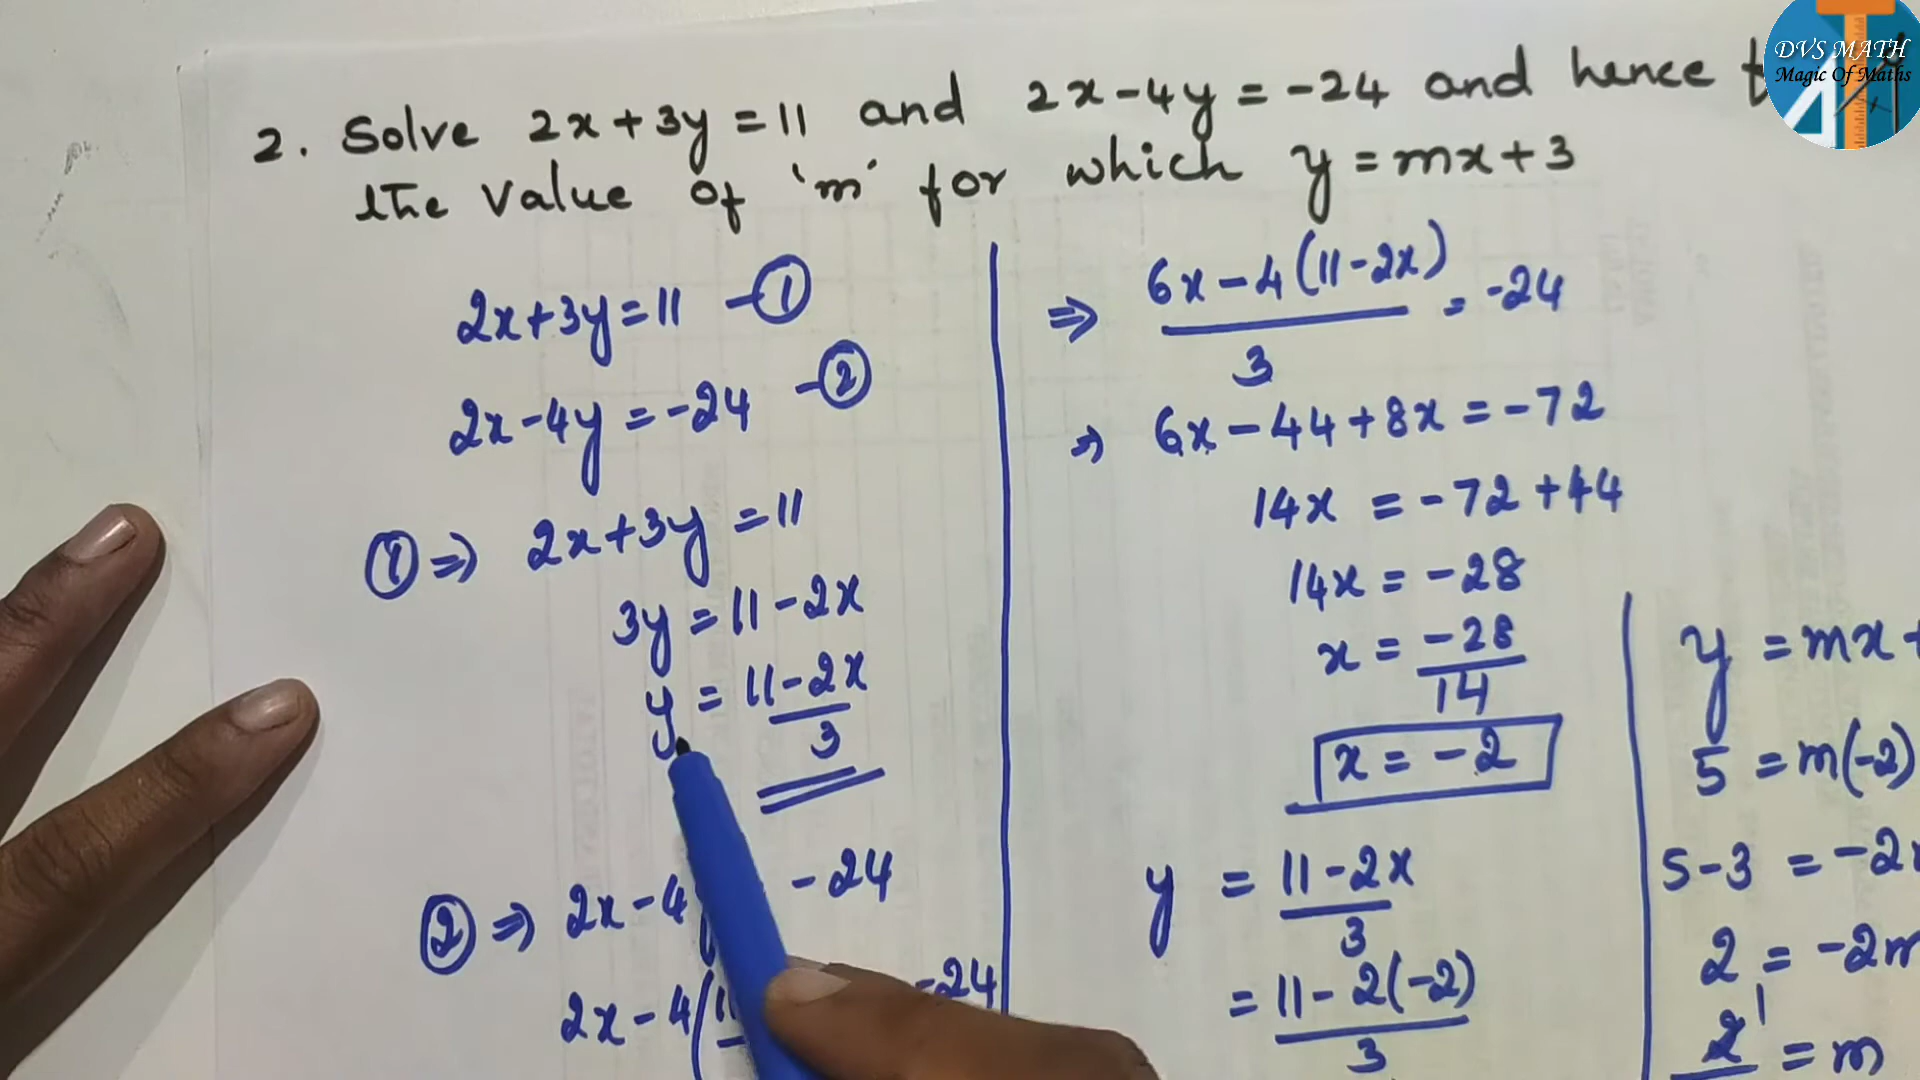 DVS MATH
Magic Of Maths
2. Solve 2x+3y=11 and 2x-4y=-24 and hence
the value of 'm' for which y=mx+3
2x+3y=11 -①
2x-4y=-24 -②
①⇒ 2x+3y=11
3y=11-2x
y=11-2x
3
②⇒ 2x-4 -24
2x-4( -24
⇒ 6x-4(11-2x) = -24
3
⇒ 6x-44+8x=-72
14x = -72+44
14x = -28
x = -28
14
x = -2
y = 11-2x
3
= 11-2(-2)
3
y = mx+
5 = m(-2)
5-3 = -2
2 = -2m
2 1 = m